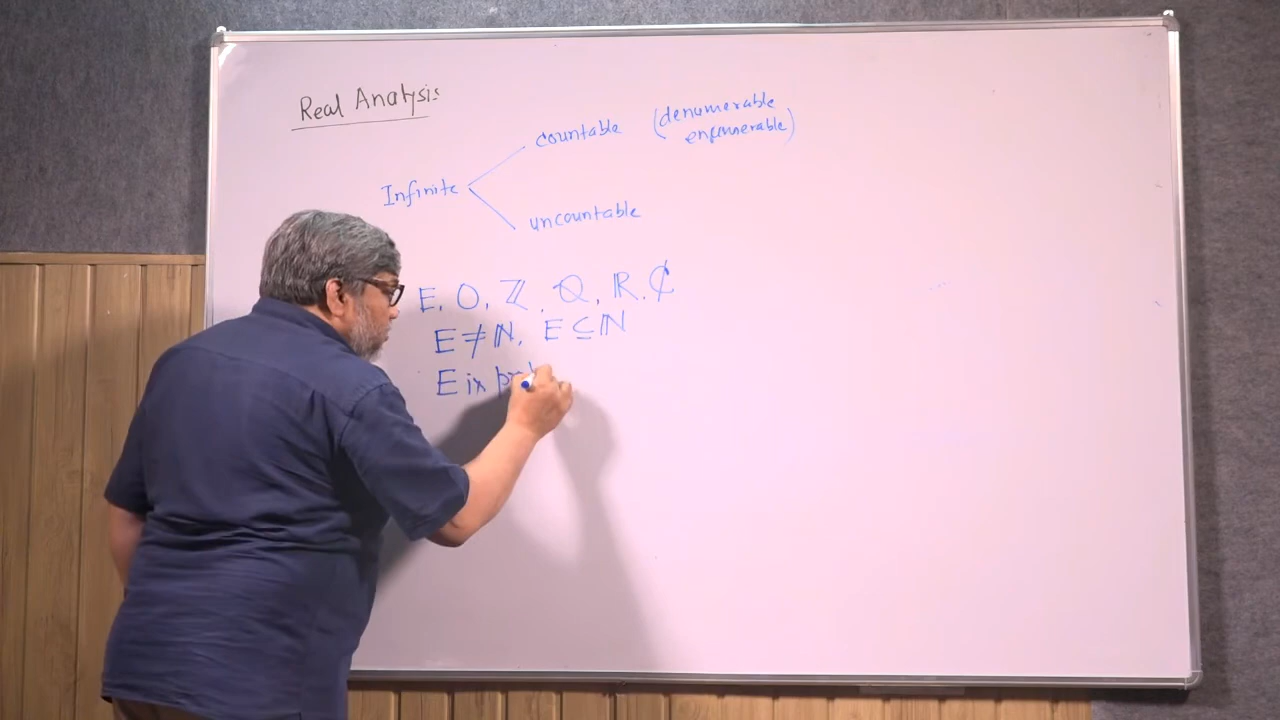 Real Analysis
countable (denumerable
enumerable)
Infinite
uncountable
E, O, ℤ, ℚ, ℝ, ℂ
E ≠ ℕ, E ⊆ ℕ
E is